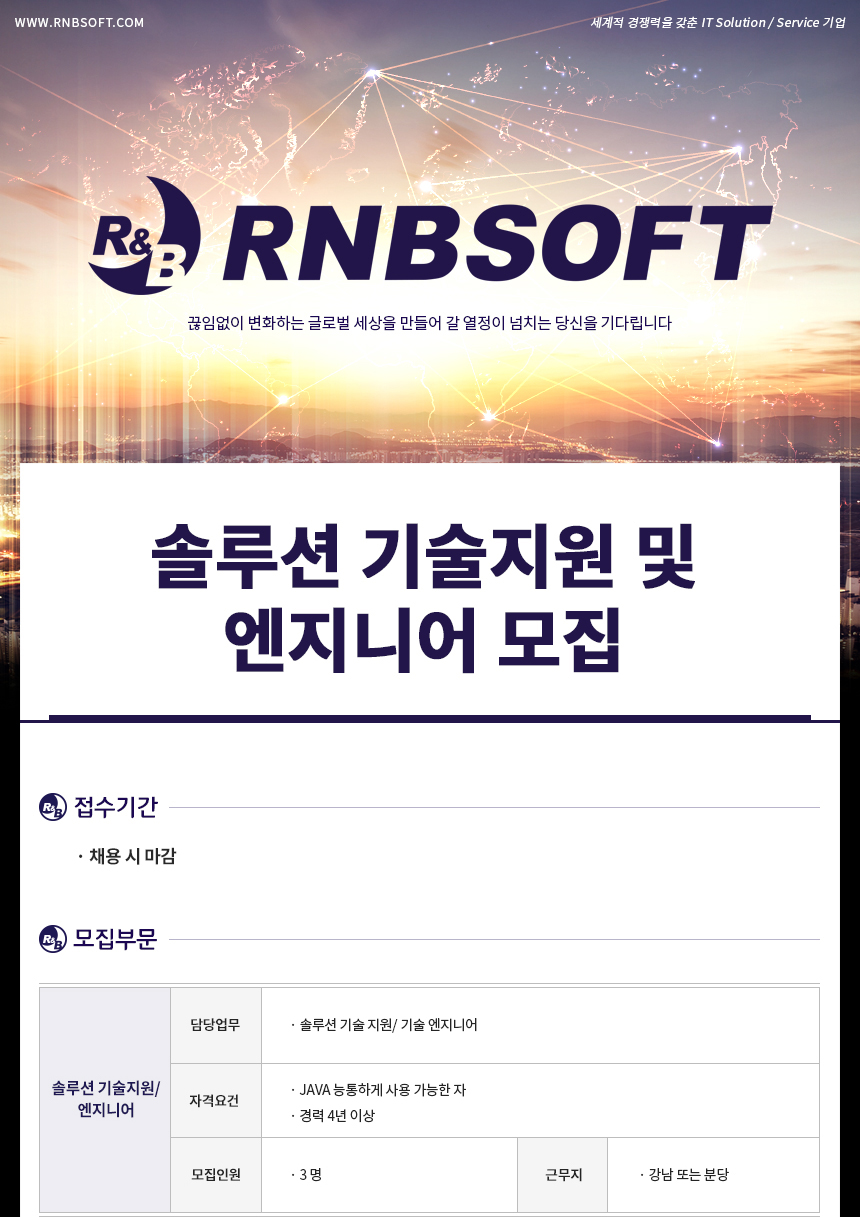 WWW.RNBSOFT.COM
세계적 경쟁력을 갖춘 IT Solution / Service 기업
R&B RNBSOFT
끊임없이 변화하는 글로벌 세상을 만들어 갈 열정이 넘치는 당신을 기다립니다
솔루션 기술지원 및
엔지니어 모집
R&B 접수기간
· 채용 시 마감
R&B 모집부문
솔루션 기술지원/
엔지니어
담당업무
· 솔루션 기술 지원/ 기술 엔지니어
자격요건
· JAVA 능통하게 사용 가능한 자
· 경력 4년 이상
모집인원
· 3 명
근무지
· 강남 또는 분당